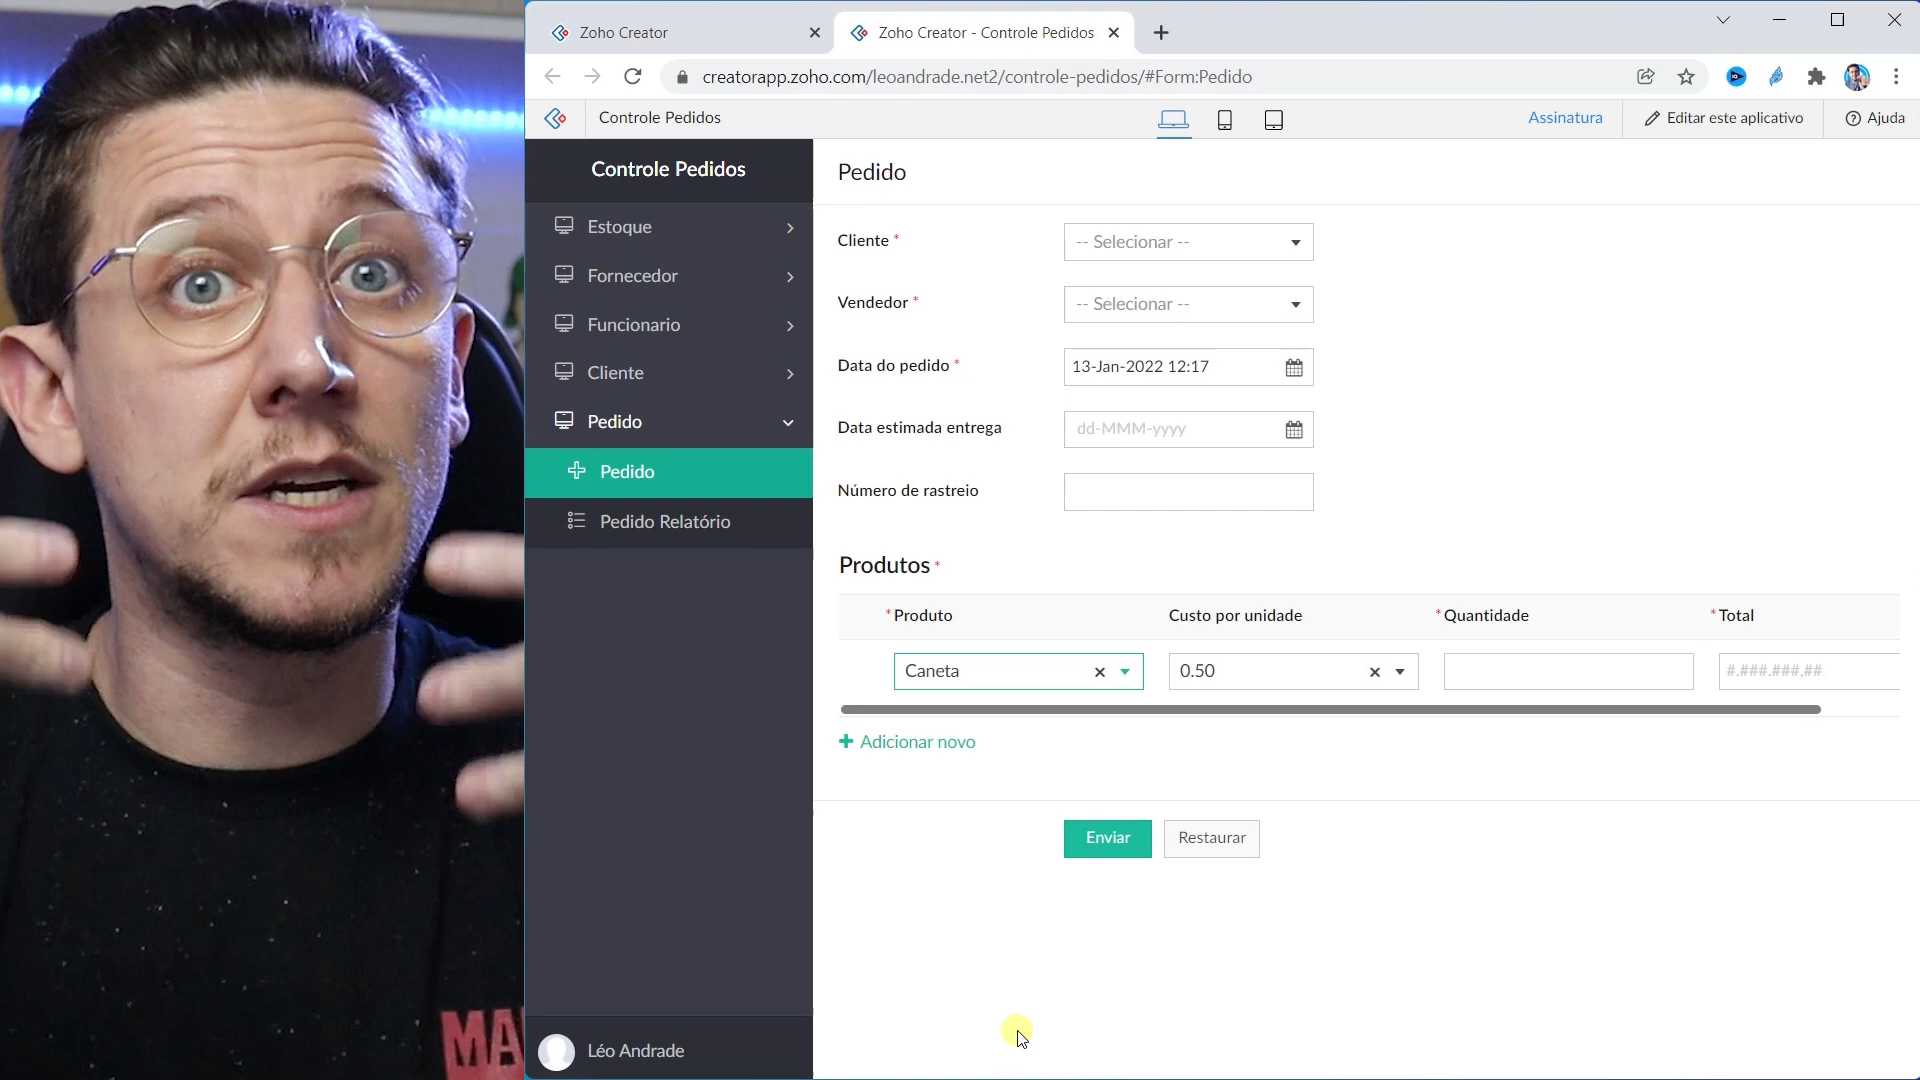 Zoho Creator
Zoho Creator - Controle Pedidos
creatorapp.zoho.com/leoandrade.net2/controle-pedidos/#Form:Pedido
Controle Pedidos
Assinatura
Editar este aplicativo
Ajuda
Controle Pedidos
Estoque
Fornecedor
Funcionario
Cliente
Pedido
Pedido
Pedido Relatório
Léo Andrade
Pedido
Cliente *
-- Selecionar --
Vendedor *
-- Selecionar --
Data do pedido *
13-Jan-2022 12:17
Data estimada entrega
dd-MMM-yyyy
Número de rastreio
Produtos *
* Produto Custo por unidade * Quantidade * Total
Caneta 0.50 #.###.###,##
+ Adicionar novo
Enviar Restaurar
MA